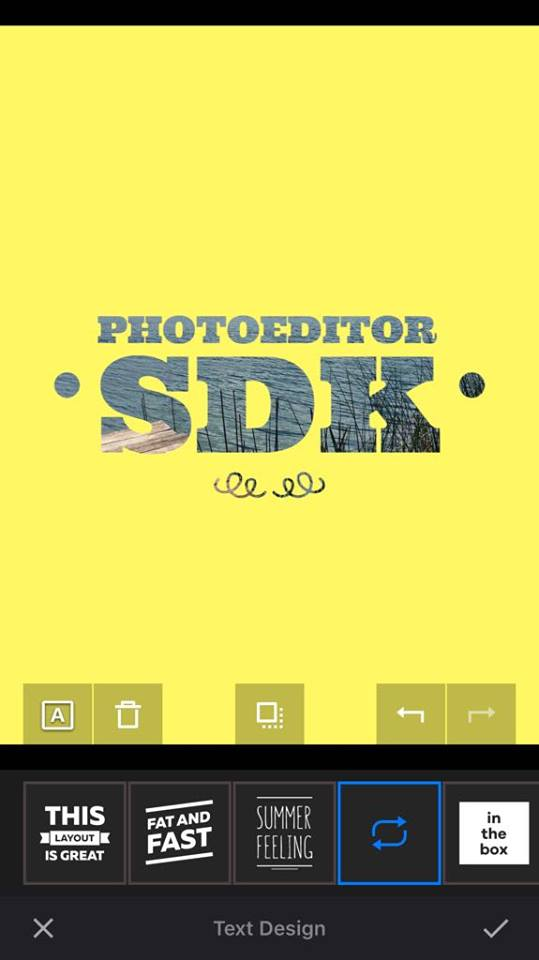 PHOTOEDITOR
SDK
A
THIS
LAYOUT
IS GREAT
FAT AND
FAST
SUMMER
FEELING
in
the
box
Text Design